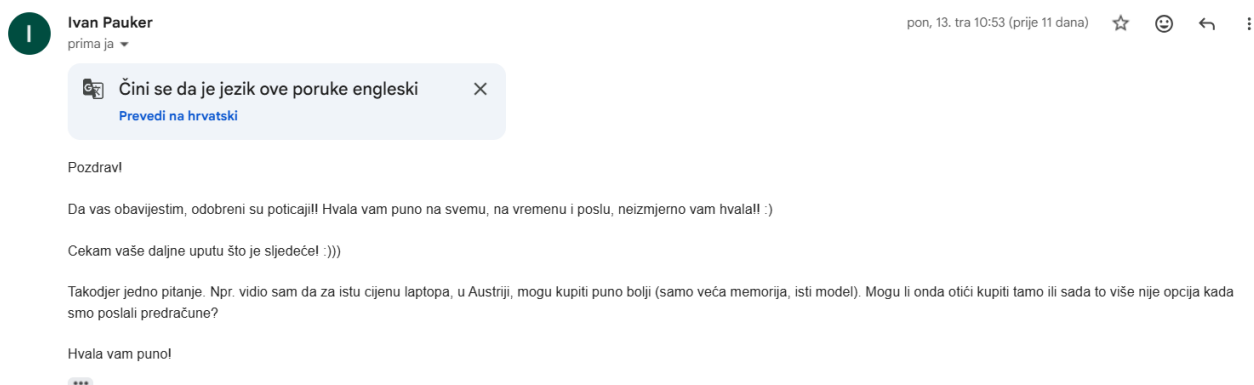 I
Ivan Pauker
pon, 13. tra 10:53 (prije 11 dana)
prima ja
Čini se da je jezik ove poruke engleski
Prevedi na hrvatski
Pozdrav!
Da vas obavijestim, odobreni su poticaji!! Hvala vam puno na svemu, na vremenu i poslu, neizmjerno vam hvala!! :)
Cekam vaše daljne uputu što je sljedeće! :)))
Takodjer jedno pitanje. Npr. vidio sam da za istu cijenu laptopa, u Austriji, mogu kupiti puno bolji (samo veća memorija, isti model). Mogu li onda otići kupiti tamo ili sada to više nije opcija kada
smo poslali predračune?
Hvala vam puno!